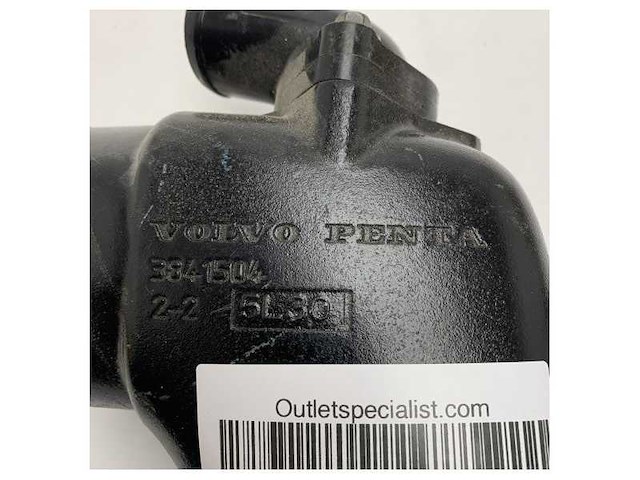 VOLVO PENTA
3841504
2-2 5L30
Outletspecialist.com